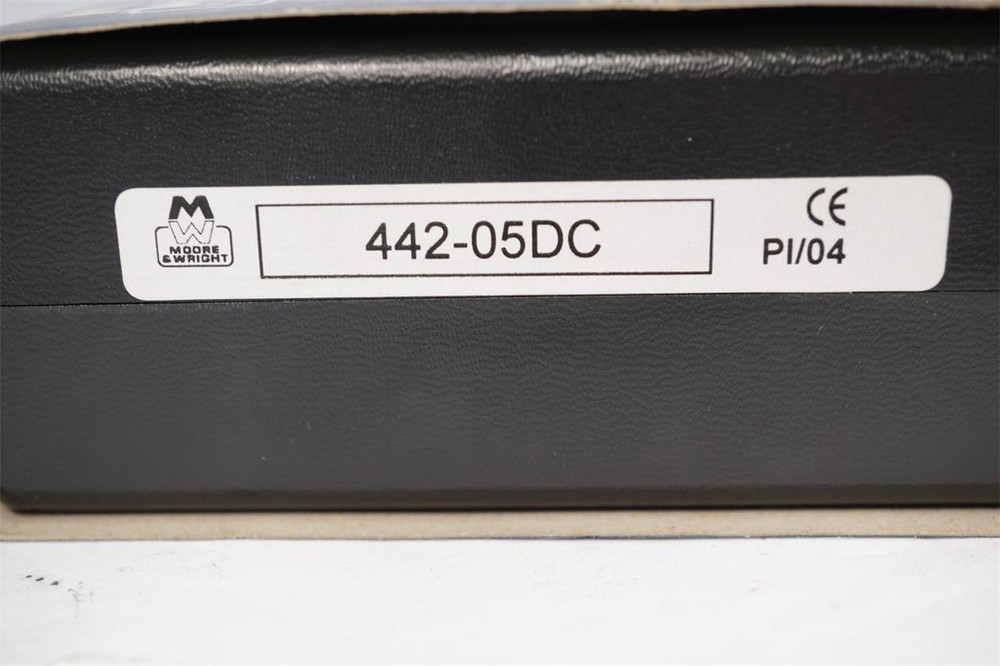 MW
MOORE
& WRIGHT
442-05DC
CE
PI/04